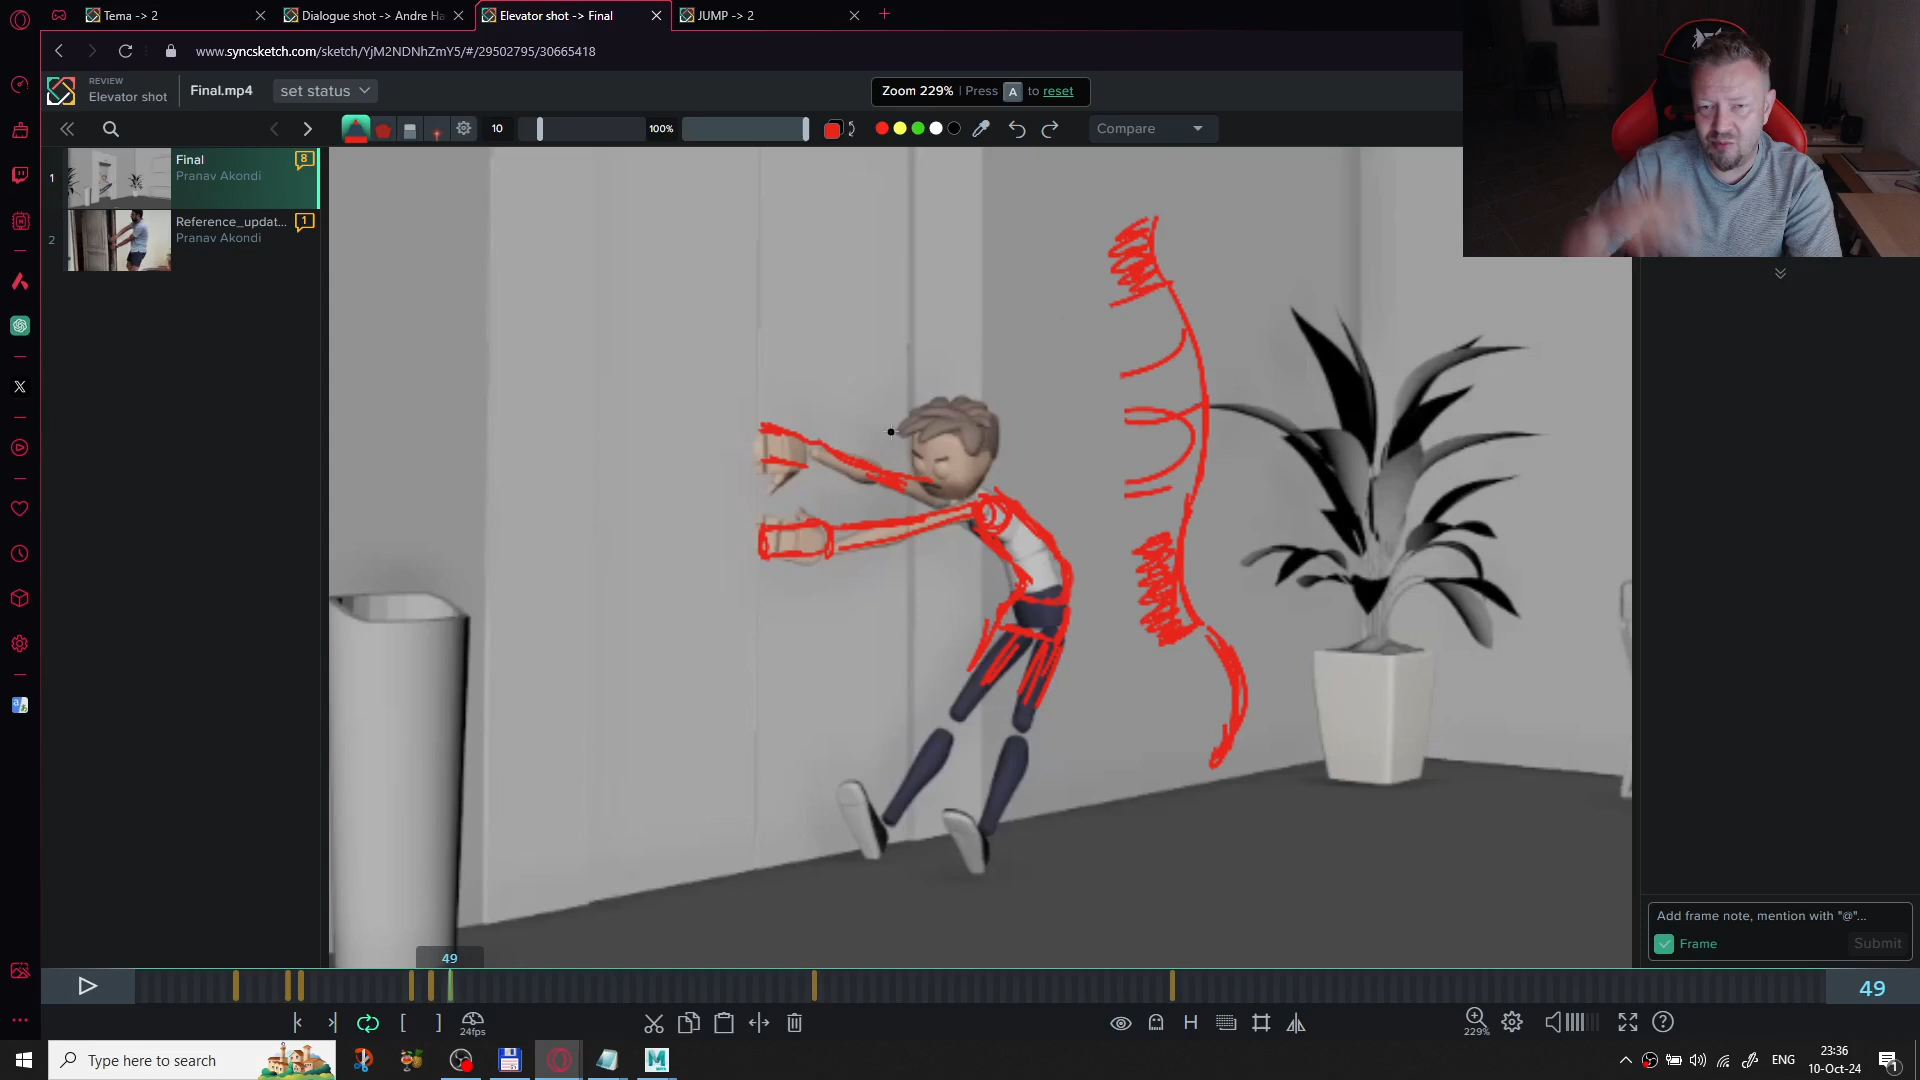 Tema -> 2
Dialogue shot -> Andre Ha
Elevator shot -> Final
JUMP -> 2
www.syncsketch.com/sketch/YjM2NDNhZmY5/#/29502795/30665418
REVIEW
Elevator shot
Final.mp4
set status
Zoom 229% | Press A to reset
10
100%
Compare
1
Final
Pranav Akondi
8
2
Reference_updat...
Pranav Akondi
1
Add frame note, mention with "@"...
Frame
Submit
49
49
24fps
H
229%
Type here to search
ENG
23:36
10-Oct-24
1